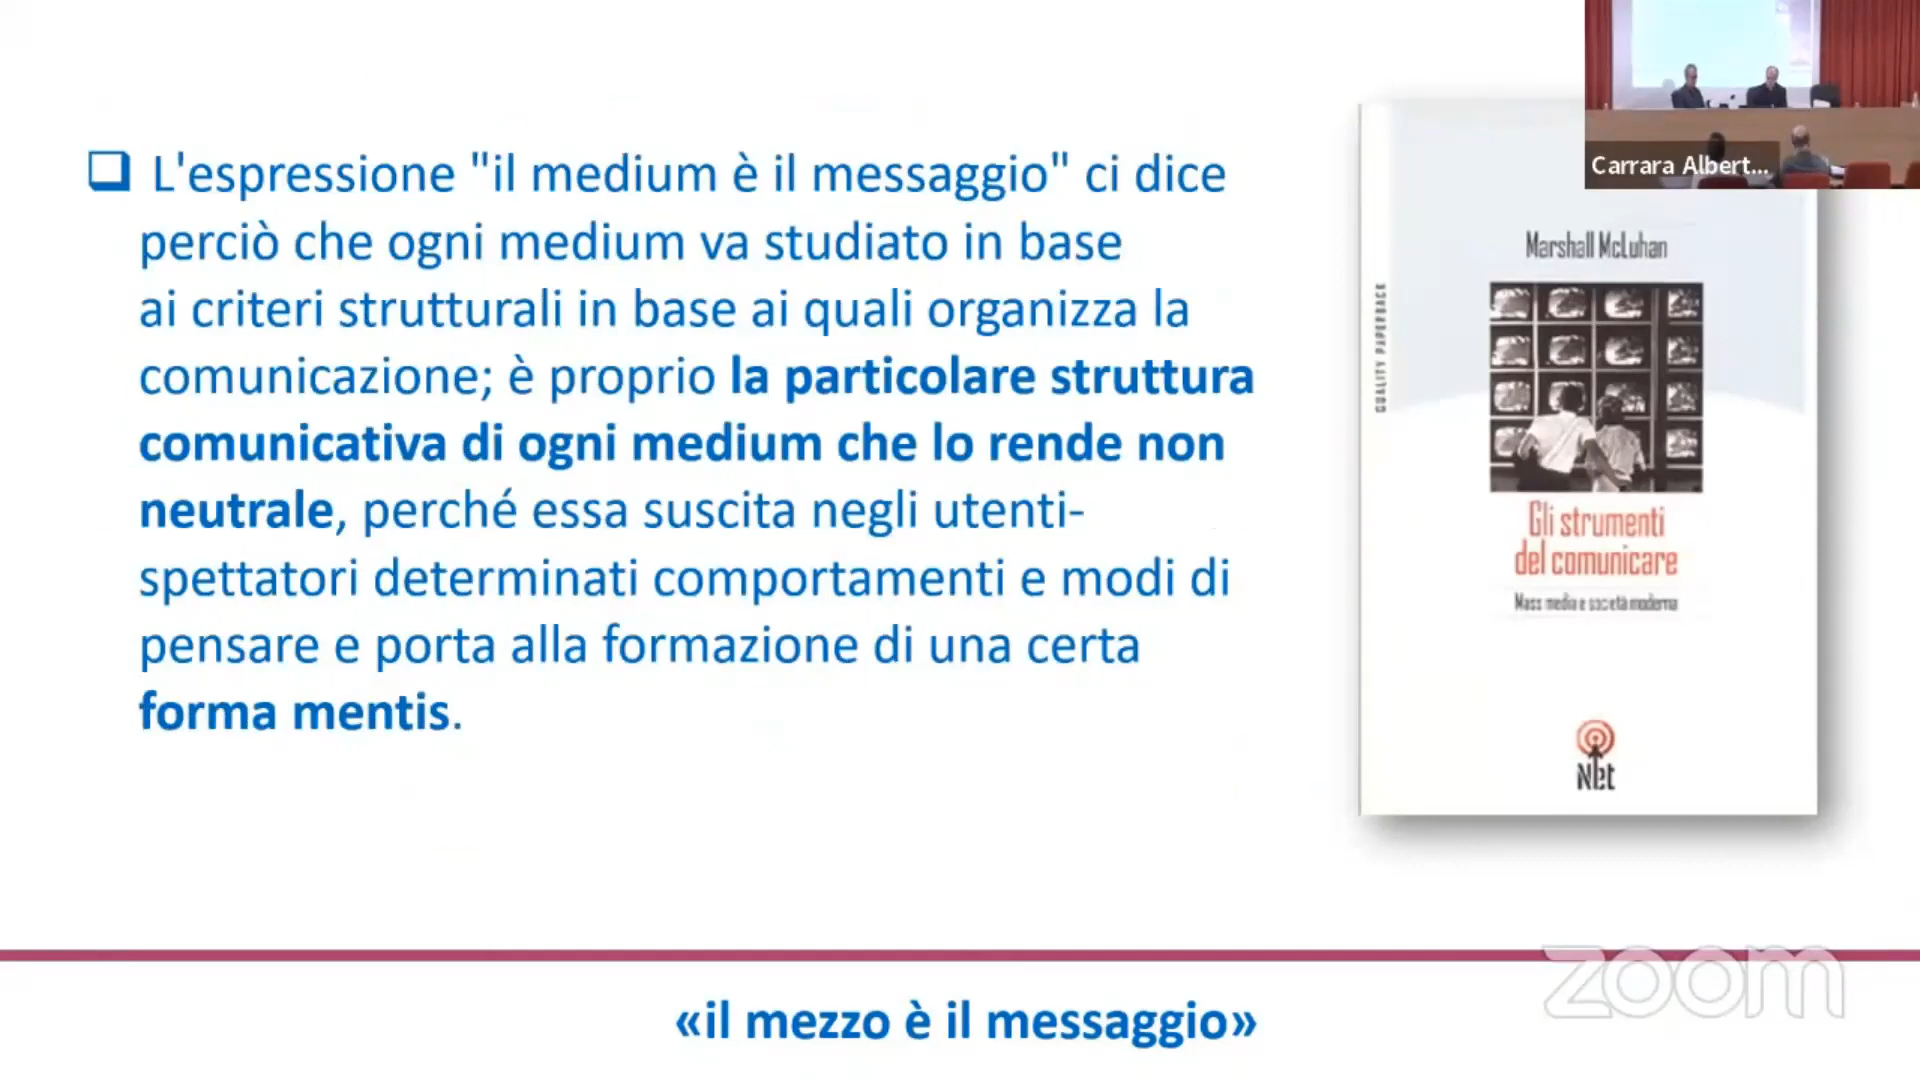 L'espressione "il medium è il messaggio" ci dice
perciò che ogni medium va studiato in base
ai criteri strutturali in base ai quali organizza la
comunicazione; è proprio la particolare struttura
comunicativa di ogni medium che lo rende non
neutrale, perché essa suscita negli utenti-
spettatori determinati comportamenti e modi di
pensare e porta alla formazione di una certa
forma mentis.
Carrara Albert...
QUALITY PAPERBACK
Marshall McLuhan
Gli strumenti
del comunicare
Mass media e società moderna
Net
zoom
«il mezzo è il messaggio»